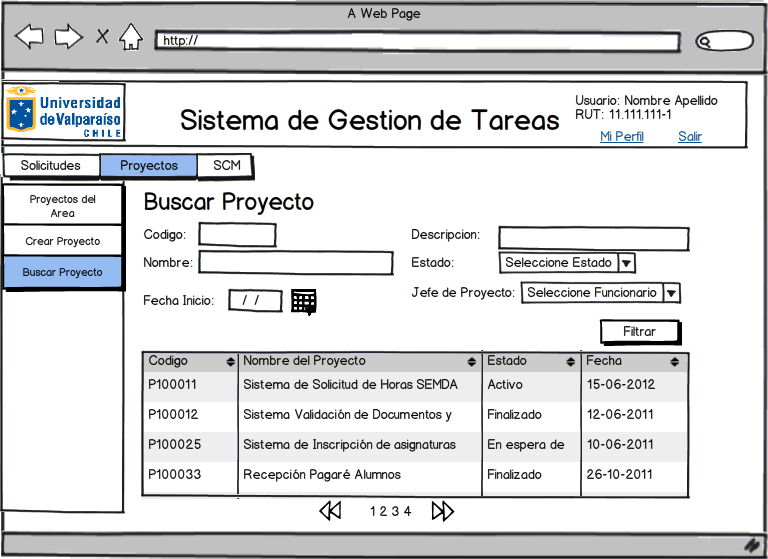 A Web Page
http://
Universidad
de Valparaíso
CHILE
Sistema de Gestion de Tareas
Usuario: Nombre Apellido
RUT: 11.111.111-1
Mi Perfil Salir
Solicitudes Proyectos SCM
Proyectos del
Area
Crear Proyecto
Buscar Proyecto
Buscar Proyecto
Codigo: Descripcion:
Nombre: Estado: Seleccione Estado
Fecha Inicio: / / Jefe de Proyecto: Seleccione Funcionario
Filtrar
Codigo Nombre del Proyecto Estado Fecha
P100011 Sistema de Solicitud de Horas SEMDA Activo 15-06-2012
P100012 Sistema Validación de Documentos y Finalizado 12-06-2011
P100025 Sistema de Inscripción de asignaturas En espera de 10-06-2011
P100033 Recepción Pagaré Alumnos Finalizado 26-10-2011
1 2 3 4